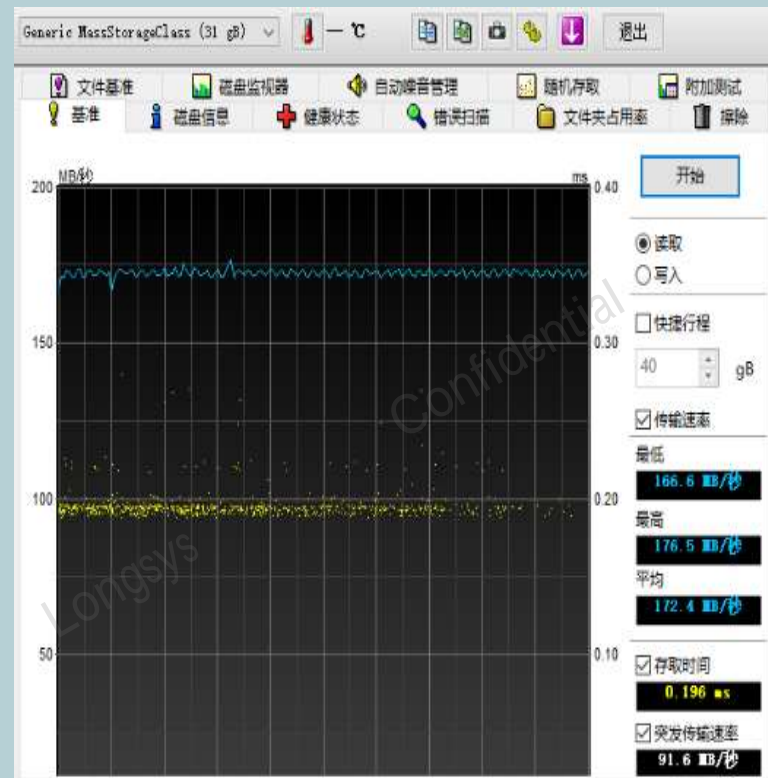 Generic MassStorageClass (31 gB)
— ℃
退出
文件基准
磁盘监视器
自动噪音管理
随机存取
附加测试
基准
磁盘信息
健康状态
错误扫描
文件夹占用率
擦除
开始
MB/秒
ms
200
0.40
读取
写入
150
0.30
快捷行程
40
gB
Confidential
传输速率
最低
166.6 MB/秒
100
0.20
最高
176.5 MB/秒
平均
172.4 MB/秒
Longsys
50
0.10
存取时间
0.196 ms
突发传输速率
91.6 MB/秒